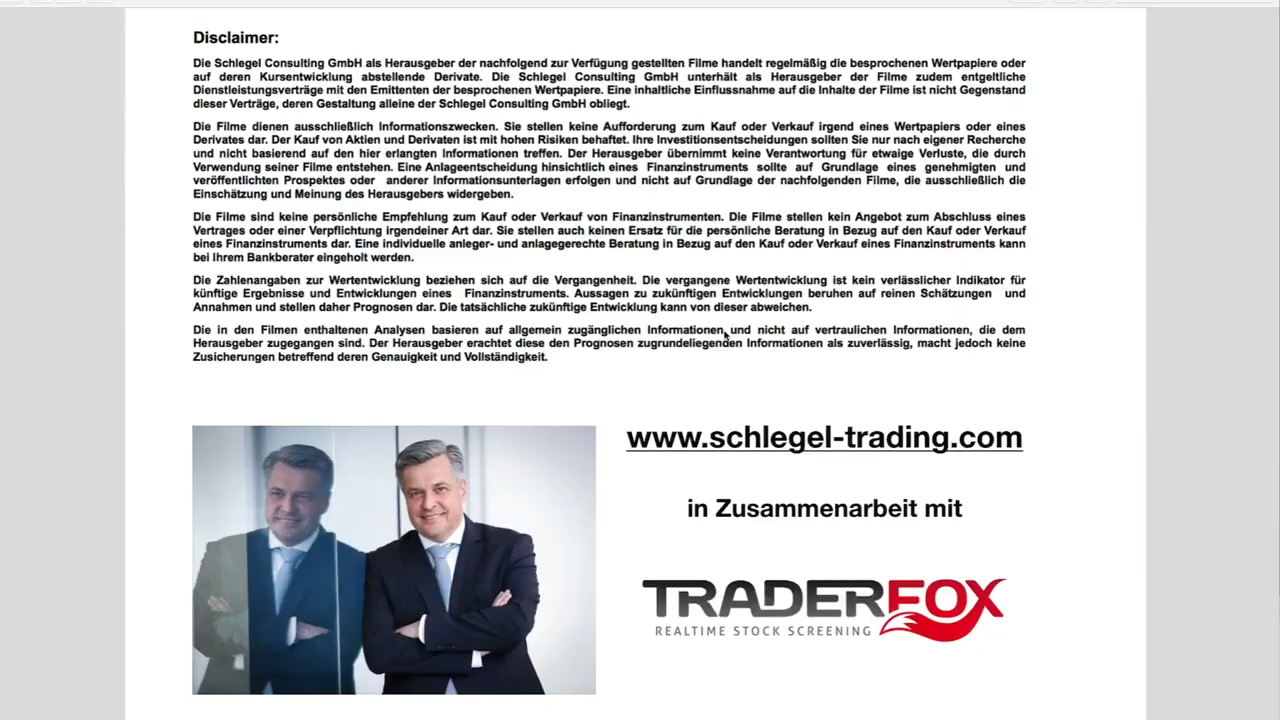 Disclaimer:
Die Schlegel Consulting GmbH als Herausgeber der nachfolgend zur Verfügung gestellten Filme handelt regelmäßig die besprochenen Wertpapiere oder
auf deren Kursentwicklung abstellende Derivate. Die Schlegel Consulting GmbH unterhält als Herausgeber der Filme zudem entgeltliche
Dienstleistungsverträge mit den Emittenten der besprochenen Wertpapiere. Eine inhaltliche Einflussnahme auf die Inhalte der Filme ist nicht Gegenstand
dieser Verträge, deren Gestaltung alleine der Schlegel Consulting GmbH obliegt.
Die Filme dienen ausschließlich Informationszwecken. Sie stellen keine Aufforderung zum Kauf oder Verkauf irgend eines Wertpapiers oder eines
Derivates dar. Der Kauf von Aktien und Derivaten ist mit hohen Risiken behaftet. Ihre Investitionsentscheidungen sollten Sie nur nach eigener Recherche
und nicht basierend auf den hier erlangten Informationen treffen. Der Herausgeber übernimmt keine Verantwortung für etwaige Verluste, die durch
Verwendung seiner Filme entstehen. Eine Anlageentscheidung hinsichtlich eines Finanzinstruments sollte auf Grundlage eines genehmigten und
veröffentlichten Prospektes oder anderer Informationsunterlagen erfolgen und nicht auf Grundlage der nachfolgenden Filme, die ausschließlich die
Einschätzung und Meinung des Herausgebers widergeben.
Die Filme sind keine persönliche Empfehlung zum Kauf oder Verkauf von Finanzinstrumenten. Die Filme stellen kein Angebot zum Abschluss eines
Vertrages oder einer Verpflichtung irgendeiner Art dar. Sie stellen auch keinen Ersatz für die persönliche Beratung in Bezug auf den Kauf oder Verkauf
eines Finanzinstruments dar. Eine individuelle anleger- und anlagegerechte Beratung in Bezug auf den Kauf oder Verkauf eines Finanzinstruments kann
bei Ihrem Bankberater eingeholt werden.
Die Zahlenangaben zur Wertentwicklung beziehen sich auf die Vergangenheit. Die vergangene Wertentwicklung ist kein verlässlicher Indikator für
künftige Ergebnisse und Entwicklungen eines Finanzinstruments. Aussagen zu zukünftigen Entwicklungen beruhen auf reinen Schätzungen und
Annahmen und stellen daher Prognosen dar. Die tatsächliche zukünftige Entwicklung kann von dieser abweichen.
Die in den Filmen enthaltenen Analysen basieren auf allgemein zugänglichen Informationen und nicht auf vertraulichen Informationen, die dem
Herausgeber zugegangen sind. Der Herausgeber erachtet diese den Prognosen zugrundeliegenden Informationen als zuverlässig, macht jedoch keine
Zusicherungen betreffend deren Genauigkeit und Vollständigkeit.
www.schlegel-trading.com
in Zusammenarbeit mit
TRADERFOX
REALTIME STOCK SCREENING